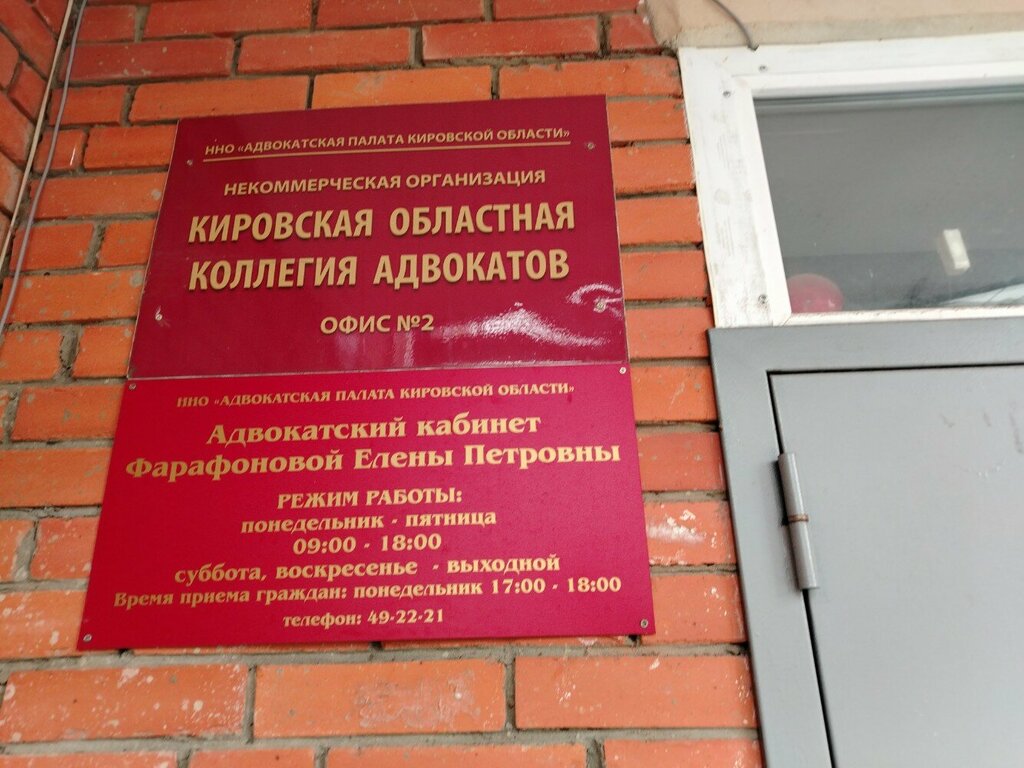 ННО «АДВОКАТСКАЯ ПАЛАТА КИРОВСКОЙ ОБЛАСТИ»
НЕКОММЕРЧЕСКАЯ ОРГАНИЗАЦИЯ
КИРОВСКАЯ ОБЛАСТНАЯ
КОЛЛЕГИЯ АДВОКАТОВ
ОФИС №2
ННО «АДВОКАТСКАЯ ПАЛАТА КИРОВСКОЙ ОБЛАСТИ»
Адвокатский кабинет
Фарафоновой Елены Петровны
РЕЖИМ РАБОТЫ:
понедельник - пятница
09:00 - 18:00
суббота, воскресенье - выходной
Время приема граждан: понедельник 17:00 - 18:00
телефон: 49-22-21